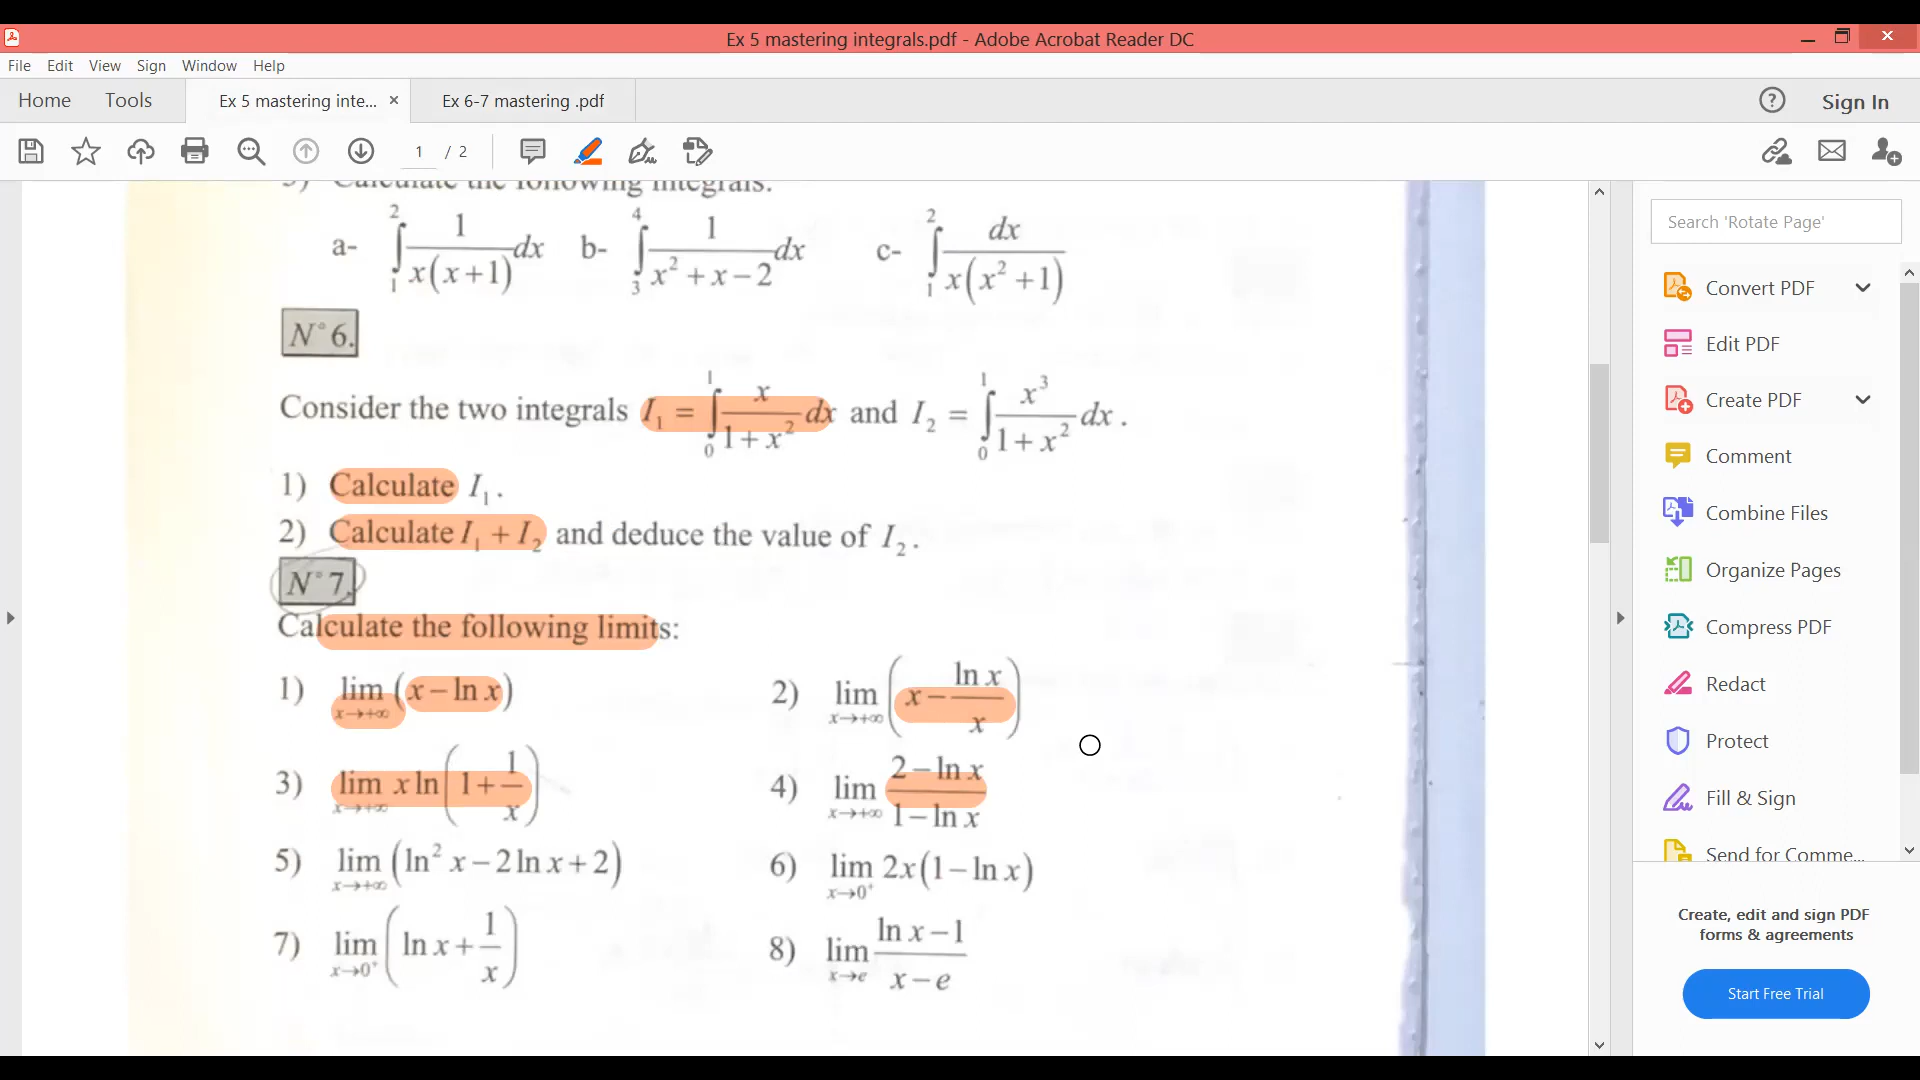 Ex 5 mastering integrals.pdf - Adobe Acrobat Reader DC
File Edit View Sign Window Help
Home Tools Ex 5 mastering inte... × Ex 6-7 mastering .pdf Sign In
1 / 2
3) Calculate the following integrals:
a- ∫₁² 1/(x(x+1)) dx b- ∫₃⁴ 1/(x² + x − 2) dx c- ∫₁² dx/(x(x² + 1))
N°6.
Consider the two integrals I₁ = ∫₀¹ x/(1+x²) dx and I₂ = ∫₀¹ x³/(1+x²) dx .
1) Calculate I₁ .
2) Calculate I₁ + I₂ and deduce the value of I₂ .
N°7.
Calculate the following limits:
1) lim x→+∞ (x − ln x) 2) lim x→+∞ (x − ln x / x)
3) lim x→+∞ x ln(1 + 1/x) 4) lim x→+∞ (2 − ln x)/(1 − ln x)
5) lim x→+∞ (ln² x − 2 ln x + 2) 6) lim x→0⁺ 2x(1 − ln x)
7) lim x→0⁺ (ln x + 1/x) 8) lim x→e (ln x − 1)/(x − e)
Search 'Rotate Page'
Convert PDF
Edit PDF
Create PDF
Comment
Combine Files
Organize Pages
Compress PDF
Redact
Protect
Fill & Sign
Send for Comme...
Create, edit and sign PDF
forms & agreements
Start Free Trial